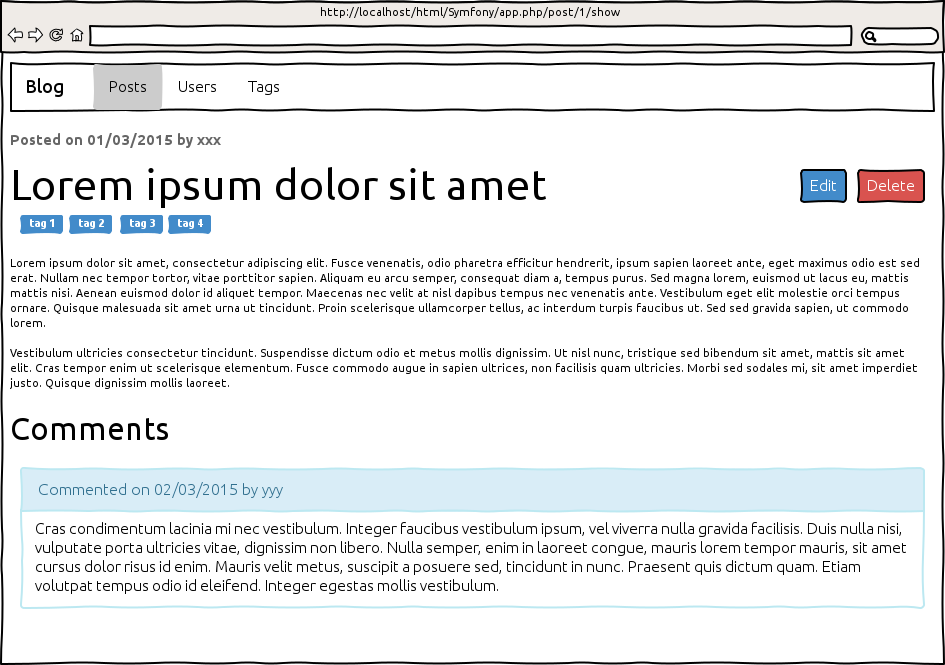 http://localhost/html/Symfony/app.php/post/1/show
Blog Posts Users Tags
Posted on 01/03/2015 by xxx
Lorem ipsum dolor sit amet Edit Delete
tag 1 tag 2 tag 3 tag 4
Lorem ipsum dolor sit amet, consectetur adipiscing elit. Fusce venenatis, odio pharetra efficitur hendrerit, ipsum sapien laoreet ante, eget maximus odio est sed
erat. Nullam nec tempor tortor, vitae porttitor sapien. Aliquam eu arcu semper, consequat diam a, tempus purus. Sed magna lorem, euismod ut lacus eu, mattis
mattis nisi. Aenean euismod dolor id aliquet tempor. Maecenas nec velit at nisl dapibus tempus nec venenatis ante. Vestibulum eget elit molestie orci tempus
ornare. Quisque malesuada sit amet urna ut tincidunt. Proin scelerisque ullamcorper tellus, ac interdum turpis faucibus ut. Sed sed gravida sapien, ut commodo
lorem.
Vestibulum ultricies consectetur tincidunt. Suspendisse dictum odio et metus mollis dignissim. Ut nisl nunc, tristique sed bibendum sit amet, mattis sit amet
elit. Cras tempor enim ut scelerisque elementum. Fusce commodo augue in sapien ultrices, non facilisis quam ultricies. Morbi sed sodales mi, sit amet imperdiet
justo. Quisque dignissim mollis laoreet.
Comments
Commented on 02/03/2015 by yyy
Cras condimentum lacinia mi nec vestibulum. Integer faucibus vestibulum ipsum, vel viverra nulla gravida facilisis. Duis nulla nisi,
vulputate porta ultricies vitae, dignissim non libero. Nulla semper, enim in laoreet congue, mauris lorem tempor mauris, sit amet
cursus dolor risus id enim. Mauris velit metus, suscipit a posuere sed, tincidunt in nunc. Praesent quis dictum quam. Etiam
volutpat tempus odio id eleifend. Integer egestas mollis vestibulum.